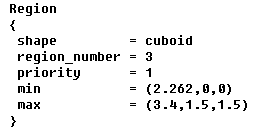 Region
{
 shape          = cuboid
 region_number = 3
 priority       = 1
 min            = (2.262,0,0)
 max            = (3.4,1.5,1.5)
}